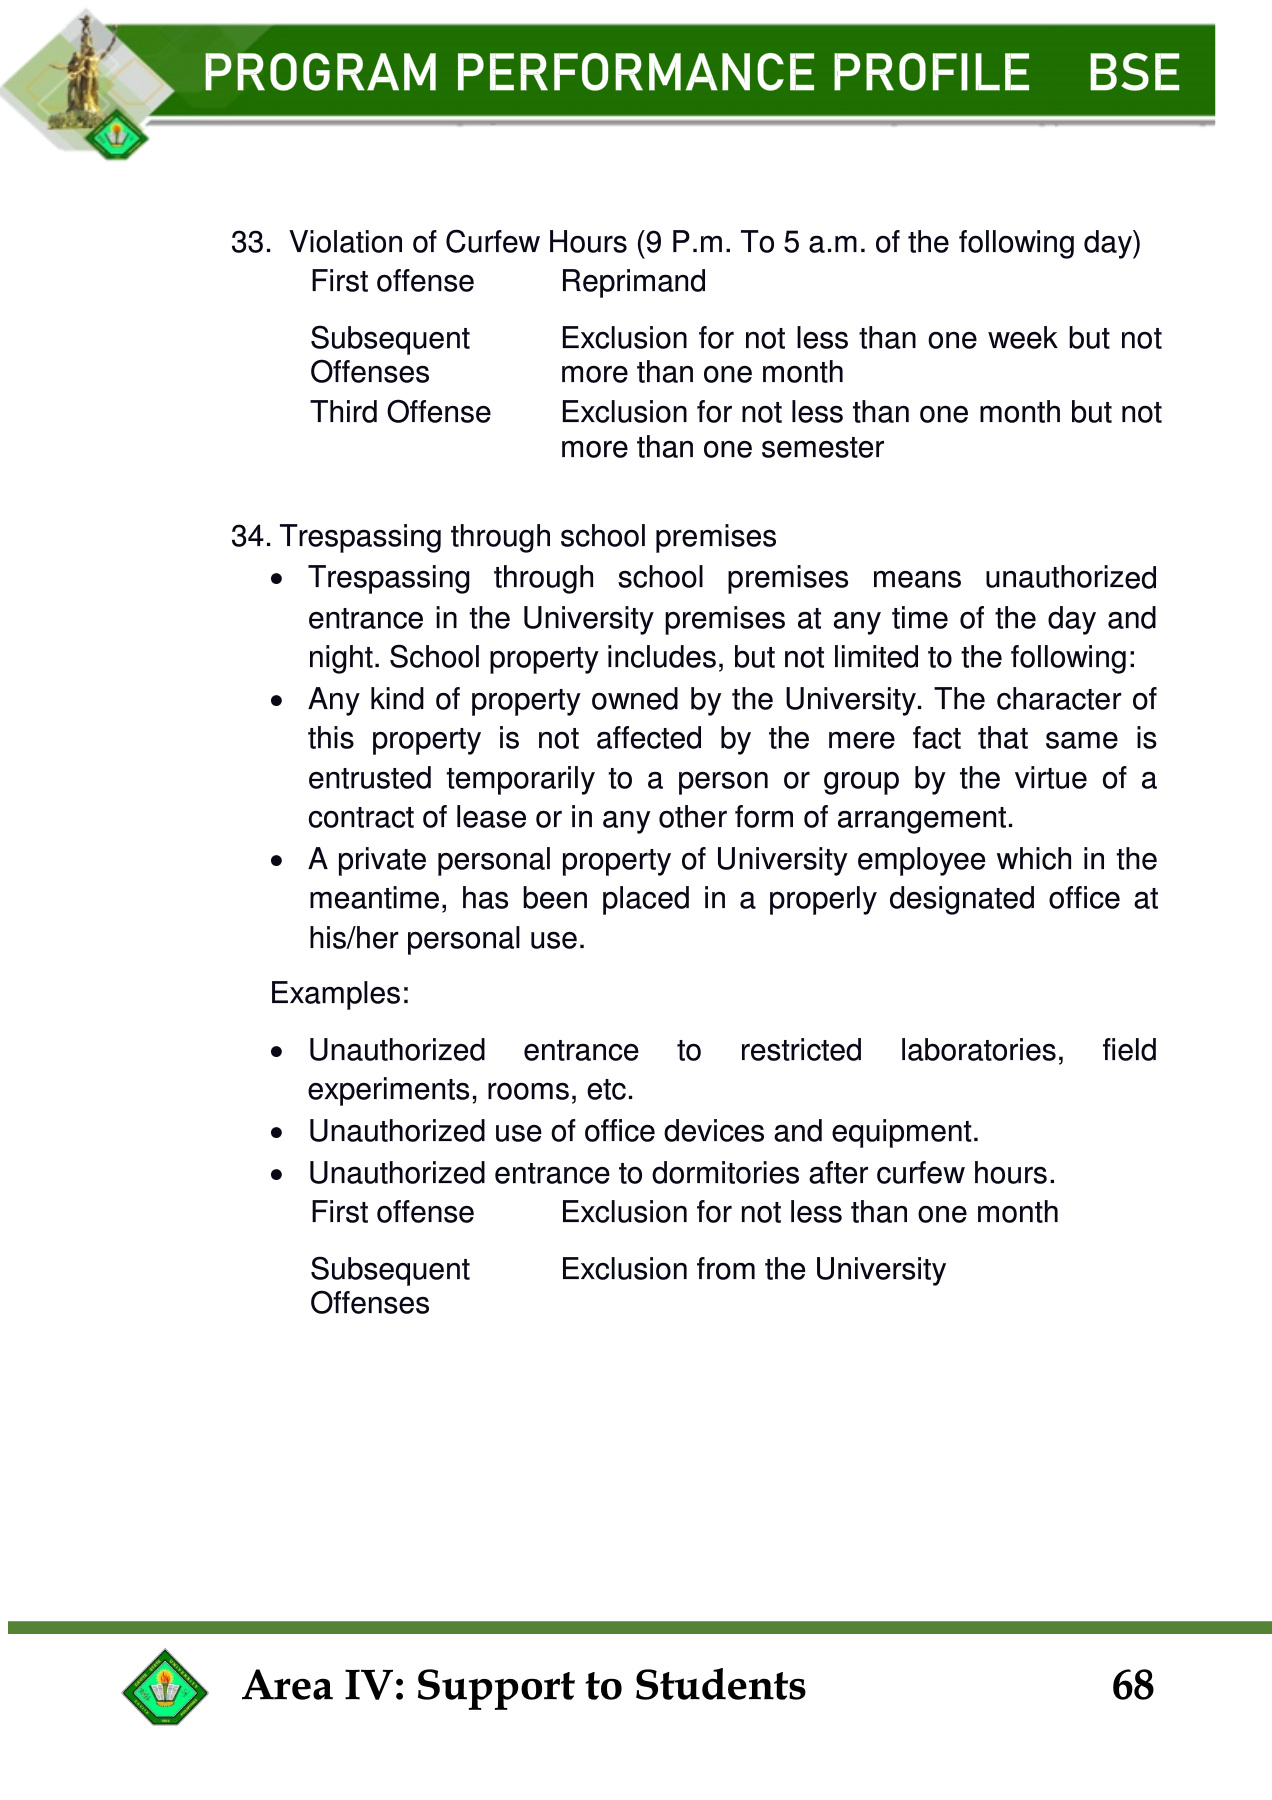 PROGRAM PERFORMANCE PROFILE BSE
33. Violation of Curfew Hours (9 P.m. To 5 a.m. of the following day)
First offense Reprimand
Subsequent Exclusion for not less than one week but not
Offenses more than one month
Third Offense Exclusion for not less than one month but not
more than one semester
34. Trespassing through school premises
• Trespassing through school premises means unauthorized
entrance in the University premises at any time of the day and
night. School property includes, but not limited to the following:
• Any kind of property owned by the University. The character of
this property is not affected by the mere fact that same is
entrusted temporarily to a person or group by the virtue of a
contract of lease or in any other form of arrangement.
• A private personal property of University employee which in the
meantime, has been placed in a properly designated office at
his/her personal use.
Examples:
• Unauthorized entrance to restricted laboratories, field
experiments, rooms, etc.
• Unauthorized use of office devices and equipment.
• Unauthorized entrance to dormitories after curfew hours.
First offense Exclusion for not less than one month
Subsequent Exclusion from the University
Offenses
Area IV: Support to Students 68